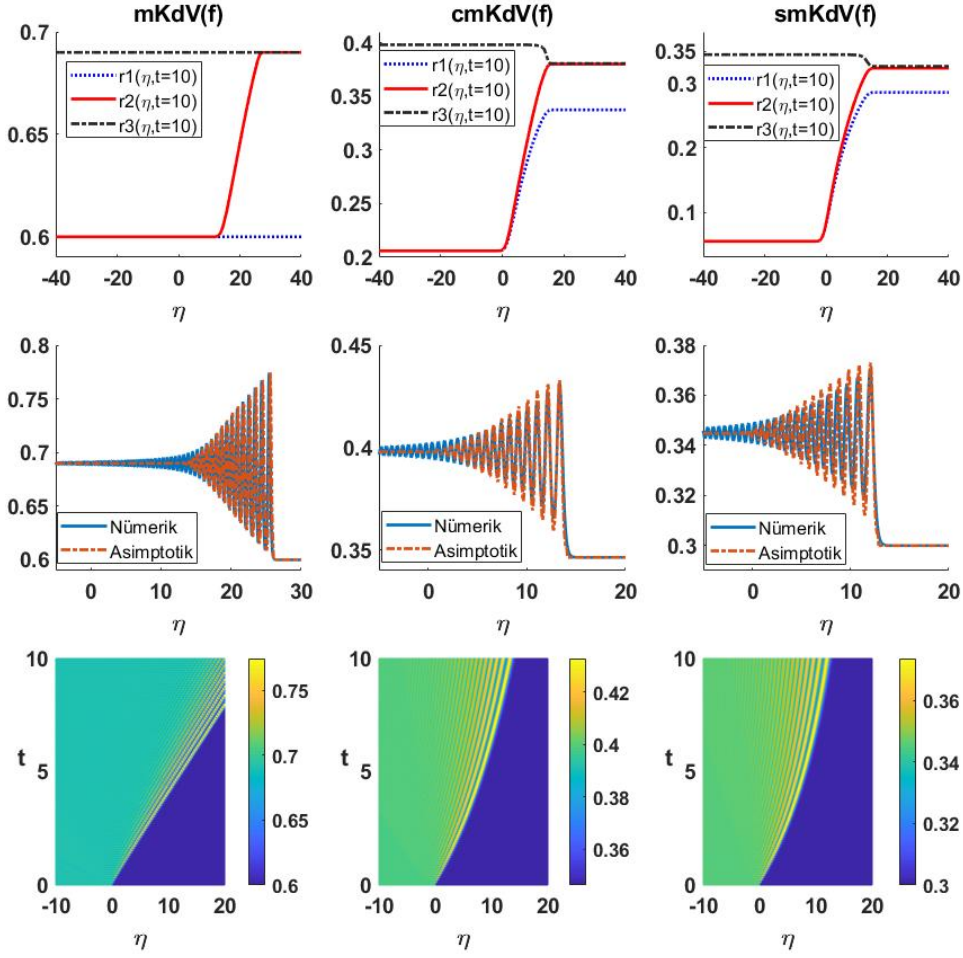 mKdV(f)
0.7
0.65
0.6
r1(η,t=10)
r2(η,t=10)
r3(η,t=10)
-40 -20 0 20 40
η
cmKdV(f)
0.4
0.35
0.3
0.25
0.2
r1(η,t=10)
r2(η,t=10)
r3(η,t=10)
-40 -20 0 20 40
η
smKdV(f)
0.35
0.3
0.2
0.1
r1(η,t=10)
r2(η,t=10)
r3(η,t=10)
-40 -20 0 20 40
η
0.8
0.75
0.7
0.65
0.6
Nümerik
Asimptotik
0 10 20 30
η
0.45
0.4
0.35
Nümerik
Asimptotik
0 10 20
η
0.38
0.36
0.34
0.32
0.3
Nümerik
Asimptotik
0 10 20
η
10
t 5
0
-10 0 10 20
η
0.75
0.7
0.65
0.6
10
t 5
0
-10 0 10 20
η
0.42
0.4
0.38
0.36
10
t 5
0
-10 0 10 20
η
0.36
0.34
0.32
0.3